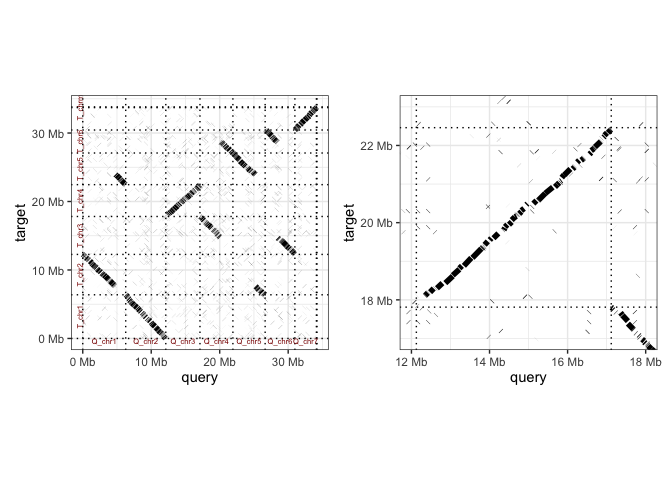 30 Mb
20 Mb
10 Mb
0 Mb
target
T_chr5
T_chr4
T_chr3
T_chr2
T_chr1
Q_chr1 Q_chr2 Q_chr3 Q_chr4 Q_chr5 Q_chr6
0 Mb 10 Mb 20 Mb 30 Mb
query
22 Mb
20 Mb
18 Mb
target
12 Mb 14 Mb 16 Mb 18 Mb
query